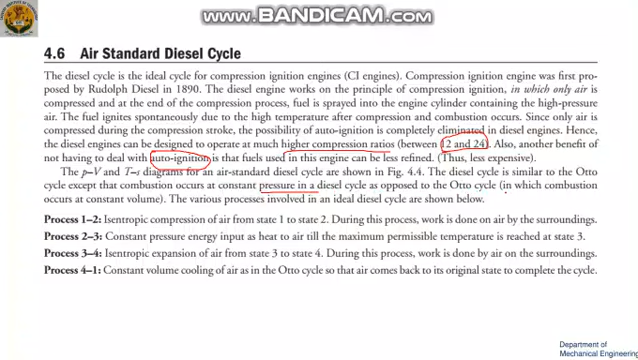 WWW.BANDICAM.COM
4.6 Air Standard Diesel Cycle
The diesel cycle is the ideal cycle for compression ignition engines (CI engines). Compression ignition engine was first pro-
posed by Rudolph Diesel in 1890. The diesel engine works on the principle of compression ignition, in which only air is
compressed and at the end of the compression process, fuel is sprayed into the engine cylinder containing the high-pressure
air. The fuel ignites spontaneously due to the high temperature after compression and combustion occurs. Since only air is
compressed during the compression stroke, the possibility of auto-ignition is completely eliminated in diesel engines. Hence,
the diesel engines can be designed to operate at much higher compression ratios (between 12 and 24). Also, another benefit of
not having to deal with auto-ignition is that fuels used in this engine can be less refined. (Thus, less expensive).
The p–V and T–s diagrams for an air-standard diesel cycle are shown in Fig. 4.4. The diesel cycle is similar to the Otto
cycle except that combustion occurs at constant pressure in a diesel cycle as opposed to the Otto cycle (in which combustion
occurs at constant volume). The various processes involved in an ideal diesel cycle are shown below.
Process 1–2: Isentropic compression of air from state 1 to state 2. During this process, work is done on air by the surroundings.
Process 2–3: Constant pressure energy input as heat to air till the maximum permissible temperature is reached at state 3.
Process 3–4: Isentropic expansion of air from state 3 to state 4. During this process, work is done by air on the surroundings.
Process 4–1: Constant volume cooling of air as in the Otto cycle so that air comes back to its original state to complete the cycle.
Department of
Mechanical Engineering